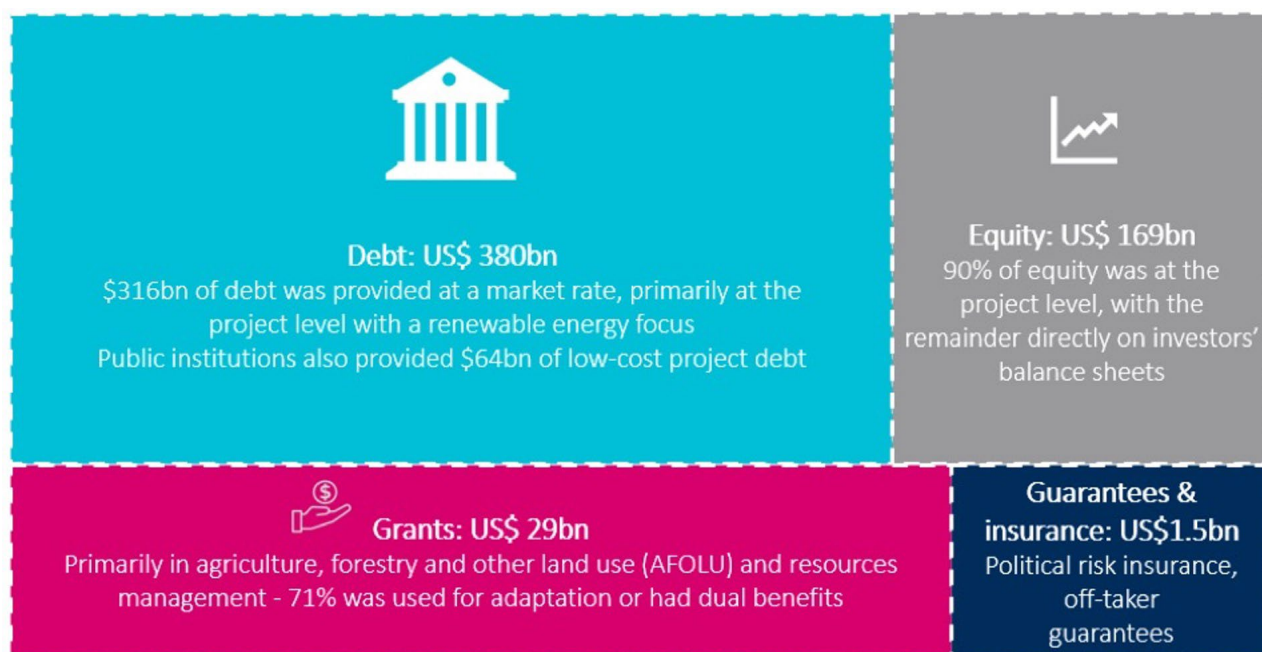 Debt: US$ 380bn
$316bn of debt was provided at a market rate, primarily at the
project level with a renewable energy focus
Public institutions also provided $64bn of low-cost project debt
Equity: US$ 169bn
90% of equity was at the
project level, with the
remainder directly on investors’
balance sheets
$
Grants: US$ 29bn
Primarily in agriculture, forestry and other land use (AFOLU) and resources
management - 71% was used for adaptation or had dual benefits
Guarantees &
insurance: US$1.5bn
Political risk insurance,
off-taker
guarantees